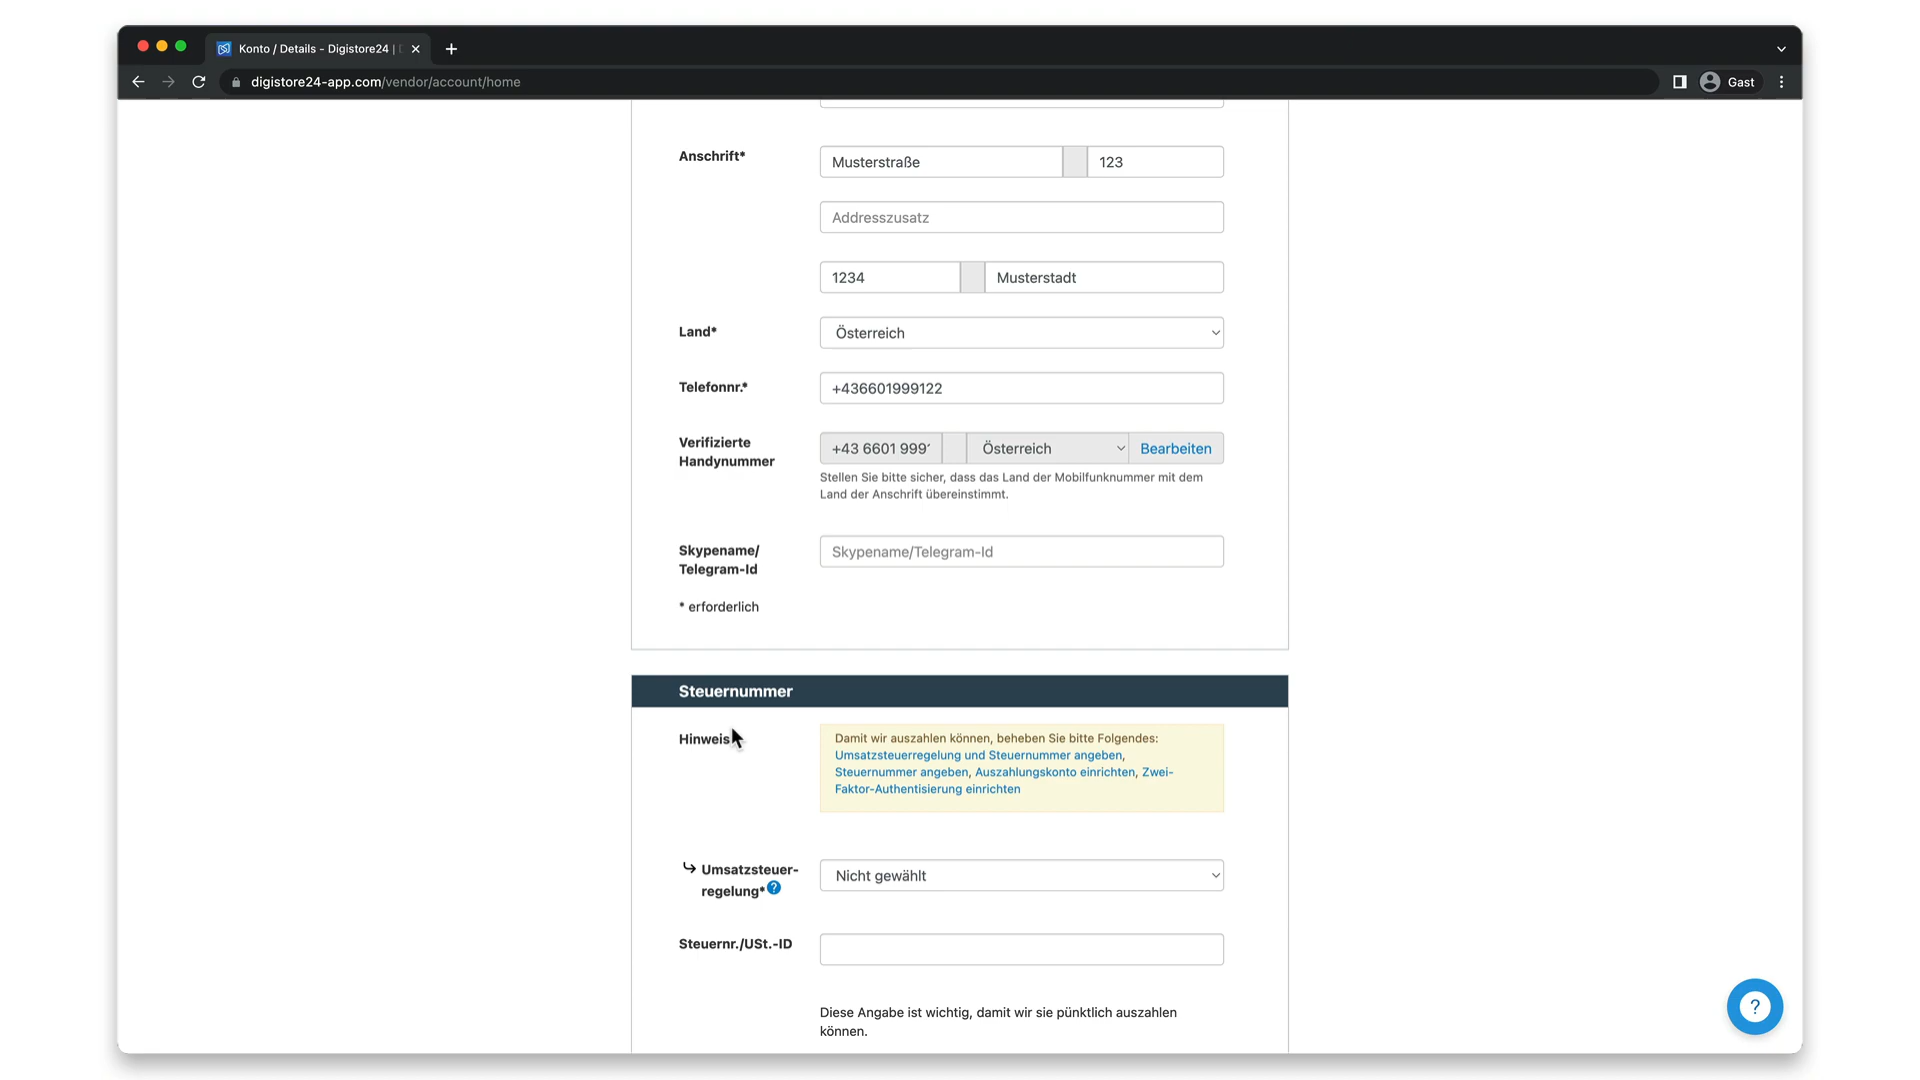 Konto / Details - Digistore24 |
digistore24-app.com/vendor/account/home
Gast
Anschrift*
Musterstraße
123
Addresszusatz
1234
Musterstadt
Land*
Österreich
Telefonnr.*
+436601999122
Verifizierte
Handynummer
+43 6601 999
Österreich
Bearbeiten
Stellen Sie bitte sicher, dass das Land der Mobilfunknummer mit dem
Land der Anschrift übereinstimmt.
Skypename/
Telegram-Id
Skypename/Telegram-Id
* erforderlich
Steuernummer
Hinweis
Damit wir auszahlen können, beheben Sie bitte Folgendes:
Umsatzsteuerregelung und Steuernummer angeben,
Steuernummer angeben, Auszahlungskonto einrichten, Zwei-
Faktor-Authentisierung einrichten
Umsatzsteuer-
regelung* ?
Nicht gewählt
Steuernr./USt.-ID
Diese Angabe ist wichtig, damit wir sie pünktlich auszahlen
können.
?